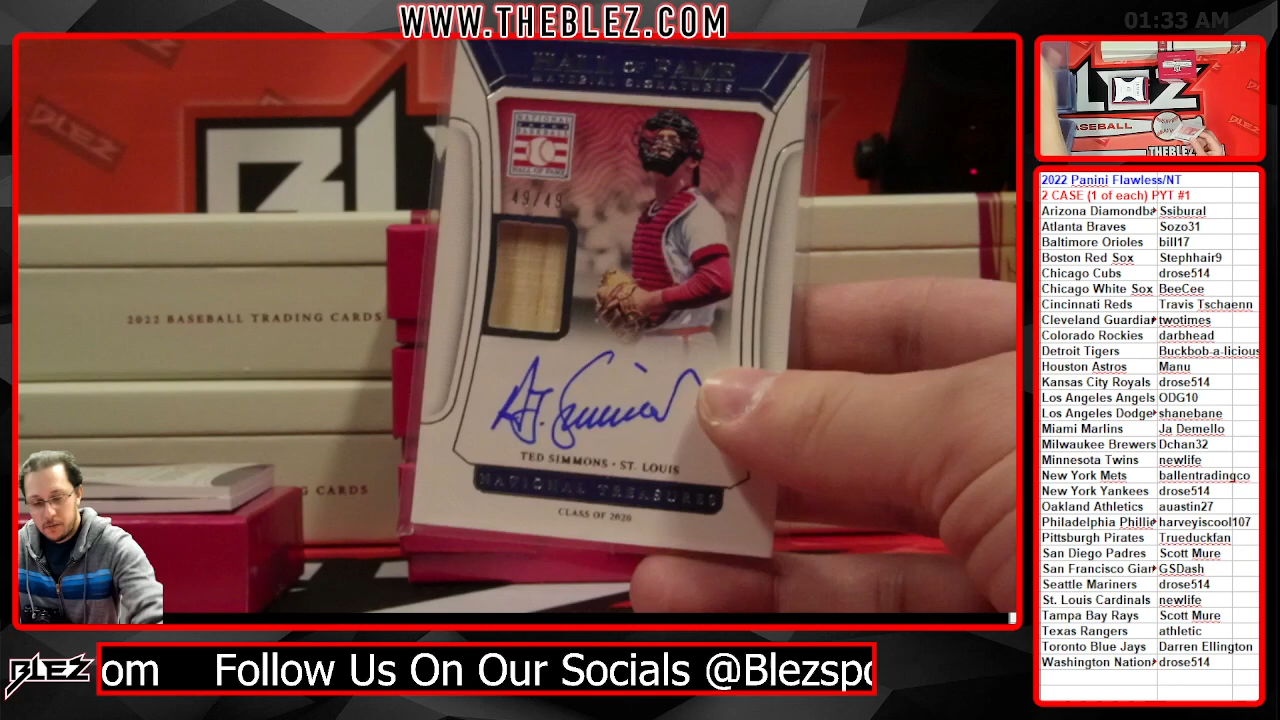 WWW.THEBLEZ.COM
01:33 AM
HALL OF FAME
MATERIAL SIGNATURES
NATIONAL
BASEBALL
HALL OF FAME
49/49
TED SIMMONS • ST. LOUIS
NATIONAL TREASURES
CLASS OF 2020
BLEZ
2022 BASEBALL TRADING CARDS
CARDS
BASEBALL
THEBLEZ
2022 Panini Flawless/NT
2 CASE (1 of each) PYT #1
Arizona Diamondba Ssibural
Atlanta Braves Sozo31
Baltimore Orioles bill17
Boston Red Sox Stephhair9
Chicago Cubs drose514
Chicago White Sox BeeCee
Cincinnati Reds Travis Tschaenn
Cleveland Guardian twotimes
Colorado Rockies darbhead
Detroit Tigers Buckbob-a-licious
Houston Astros Manu
Kansas City Royals drose514
Los Angeles Angels ODG10
Los Angeles Dodge shanebane
Miami Marlins Ja Demello
Milwaukee Brewers Dchan32
Minnesota Twins newlife
New York Mets ballentradingco
New York Yankees drose514
Oakland Athletics auastin27
Philadelphia Phillie harveyiscool107
Pittsburgh Pirates Trueduckfan
San Diego Padres Scott Mure
San Francisco Gian GSDash
Seattle Mariners drose514
St. Louis Cardinals newlife
Tampa Bay Rays Scott Mure
Texas Rangers athletic
Toronto Blue Jays Darren Ellington
Washington Nation drose514
BLEZ
om Follow Us On Our Socials @Blezspo